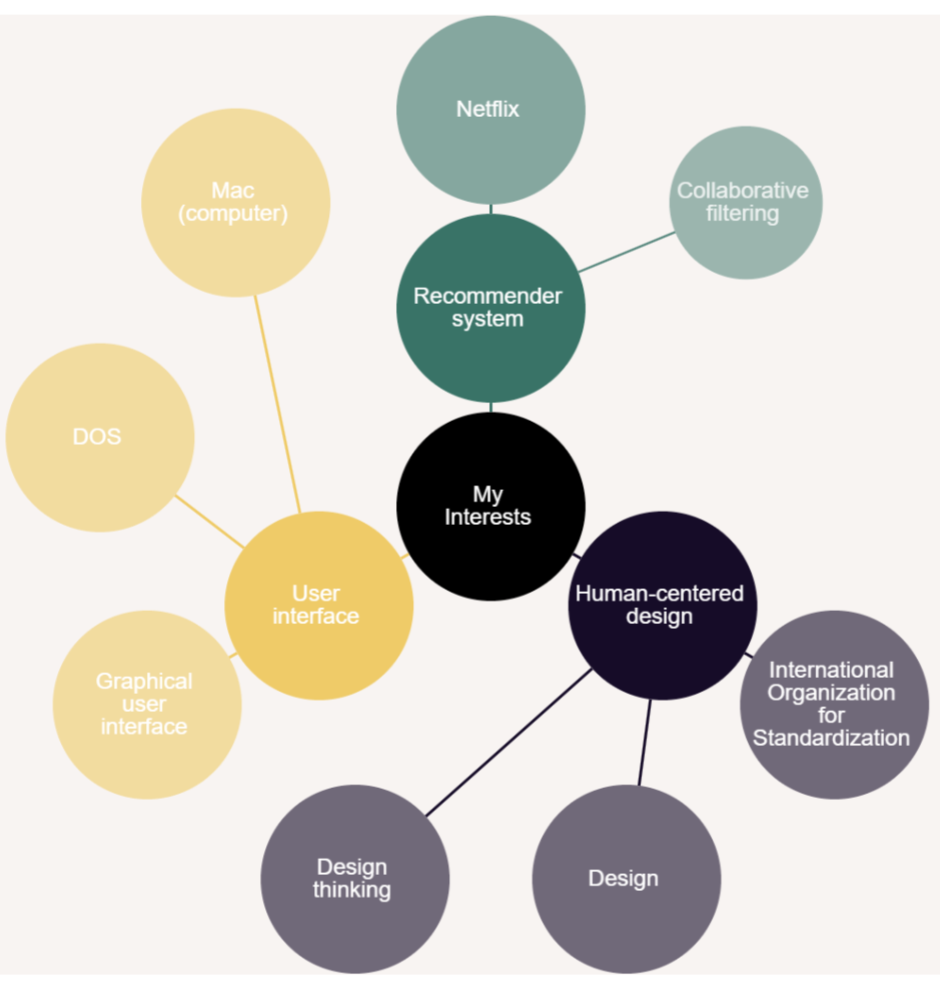 Netflix
Mac
(computer)
Collaborative
filtering
Recommender
system
DOS
My
Interests
User
interface
Human-centered
design
Graphical
user
interface
International
Organization
for
Standardization
Design
thinking
Design